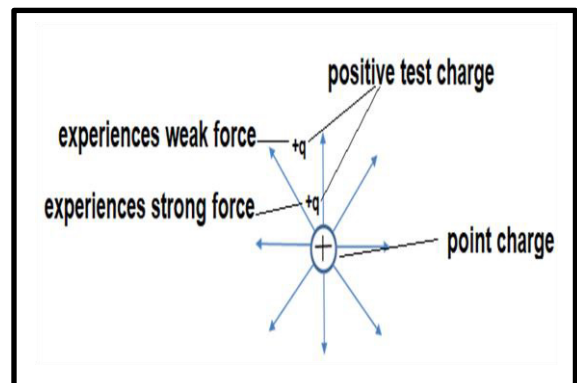 positive test charge
experiences weak force
+q
experiences strong force
+q
+
point charge